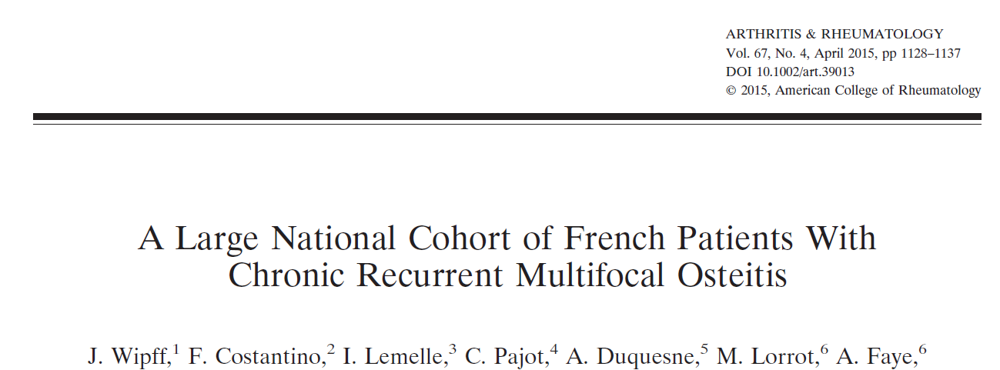 ARTHRITIS & RHEUMATOLOGY
Vol. 67, No. 4, April 2015, pp 1128–1137
DOI 10.1002/art.39013
© 2015, American College of Rheumatology
A Large National Cohort of French Patients With
Chronic Recurrent Multifocal Osteitis
J. Wipff,¹ F. Costantino,² I. Lemelle,³ C. Pajot,⁴ A. Duquesne,⁵ M. Lorrot,⁶ A. Faye,⁶